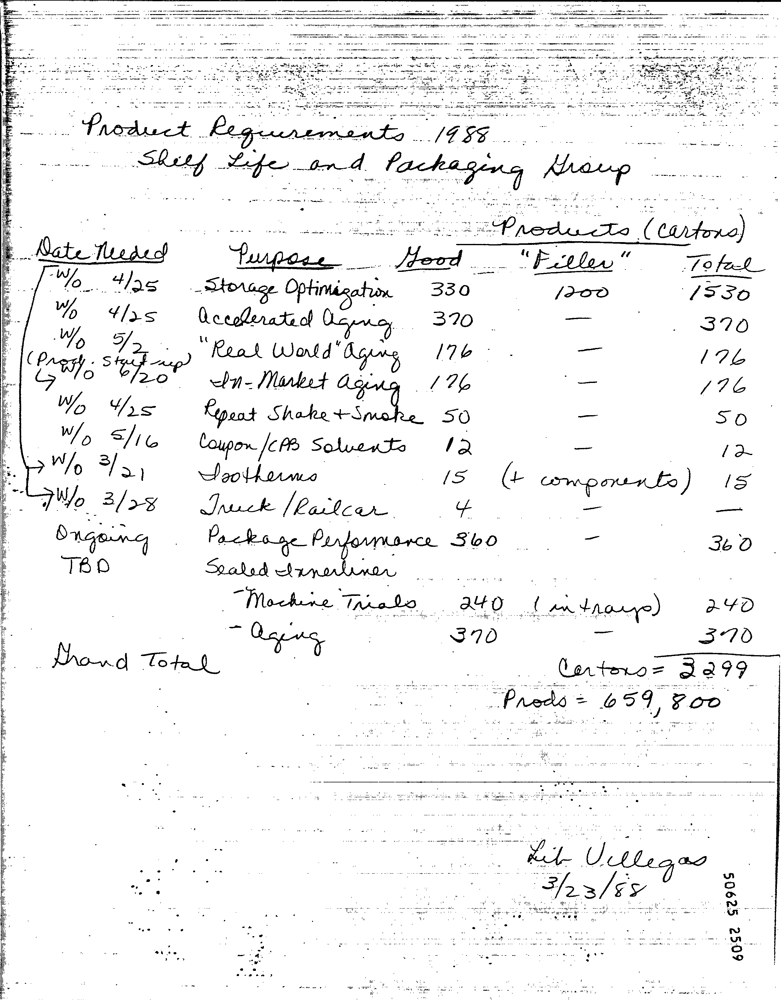 Product Requirements 1988
Shelf Life and Packaging Group
Products (cartons)
Date Needed Purpose Good "Filler" Total
W/o 4/25 Storage Optimization 330 1200 1530
W/o 4/25 Accelerated Aging 370 — 370
W/o 5/2 "Real World" Aging 176 — 176
(Prod. Start-up)
W/o 6/20 In-Market Aging 176 — 176
W/o 4/25 Repeat Shake + Smoke 50 — 50
W/o 5/16 Coupon/CPB Solvents 12 — 12
W/o 3/21 Isotherms 15 (+ components) 15
W/o 3/28 Truck/Railcar 4 — —
Ongoing Package Performance 360 — 360
TBD Sealed Innerliner
- Machine Trials 240 (in trays) 240
- Aging 370 — 370
Grand Total Cartons = 3299
Prods = 659,800
Lib Villegas
3/23/88
50625 2509